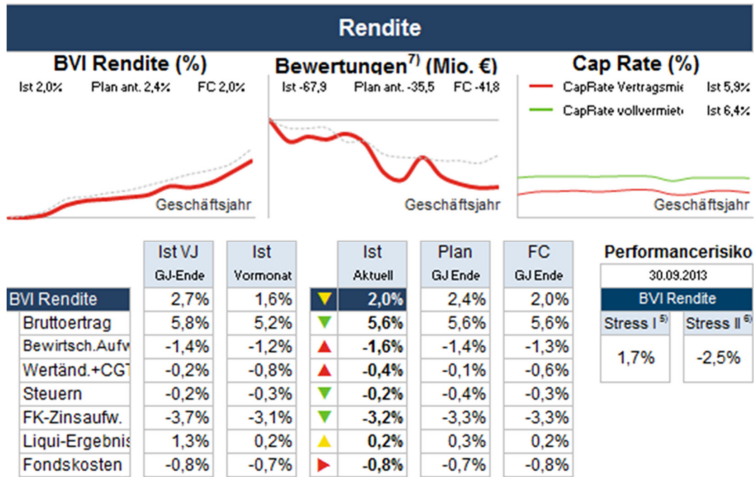 Rendite
BVI Rendite (%)
Ist 2,0% Plan ant. 2,4% FC 2,0%
Geschäftsjahr
Bewertungen7) (Mio. €)
Ist -67,9 Plan ant. -35,5 FC -41,8
Geschäftsjahr
Cap Rate (%)
CapRate Vertragsmie Ist 5,9%
CapRate vollvermiete Ist 6,4%
Geschäftsjahr
Ist VJ Ist Ist Plan FC
GJ-Ende Vormonat Aktuell GJ Ende GJ Ende
BVI Rendite 2,7% 1,6% 2,0% 2,4% 2,0%
Bruttoertrag 5,8% 5,2% 5,6% 5,6% 5,6%
Bewirtsch.Aufw -1,4% -1,2% -1,6% -1,4% -1,3%
Wertänd.+CGT -0,2% -0,8% -0,4% -0,1% -0,6%
Steuern -0,2% -0,3% -0,2% -0,4% -0,3%
FK-Zinsaufw. -3,7% -3,1% -3,2% -3,3% -3,3%
Liqui-Ergebnis 1,3% 0,2% 0,2% 0,3% 0,2%
Fondskosten -0,8% -0,7% -0,8% -0,7% -0,8%
Performancerisiko
30.09.2013
BVI Rendite
Stress I 5) Stress II 6)
1,7% -2,5%